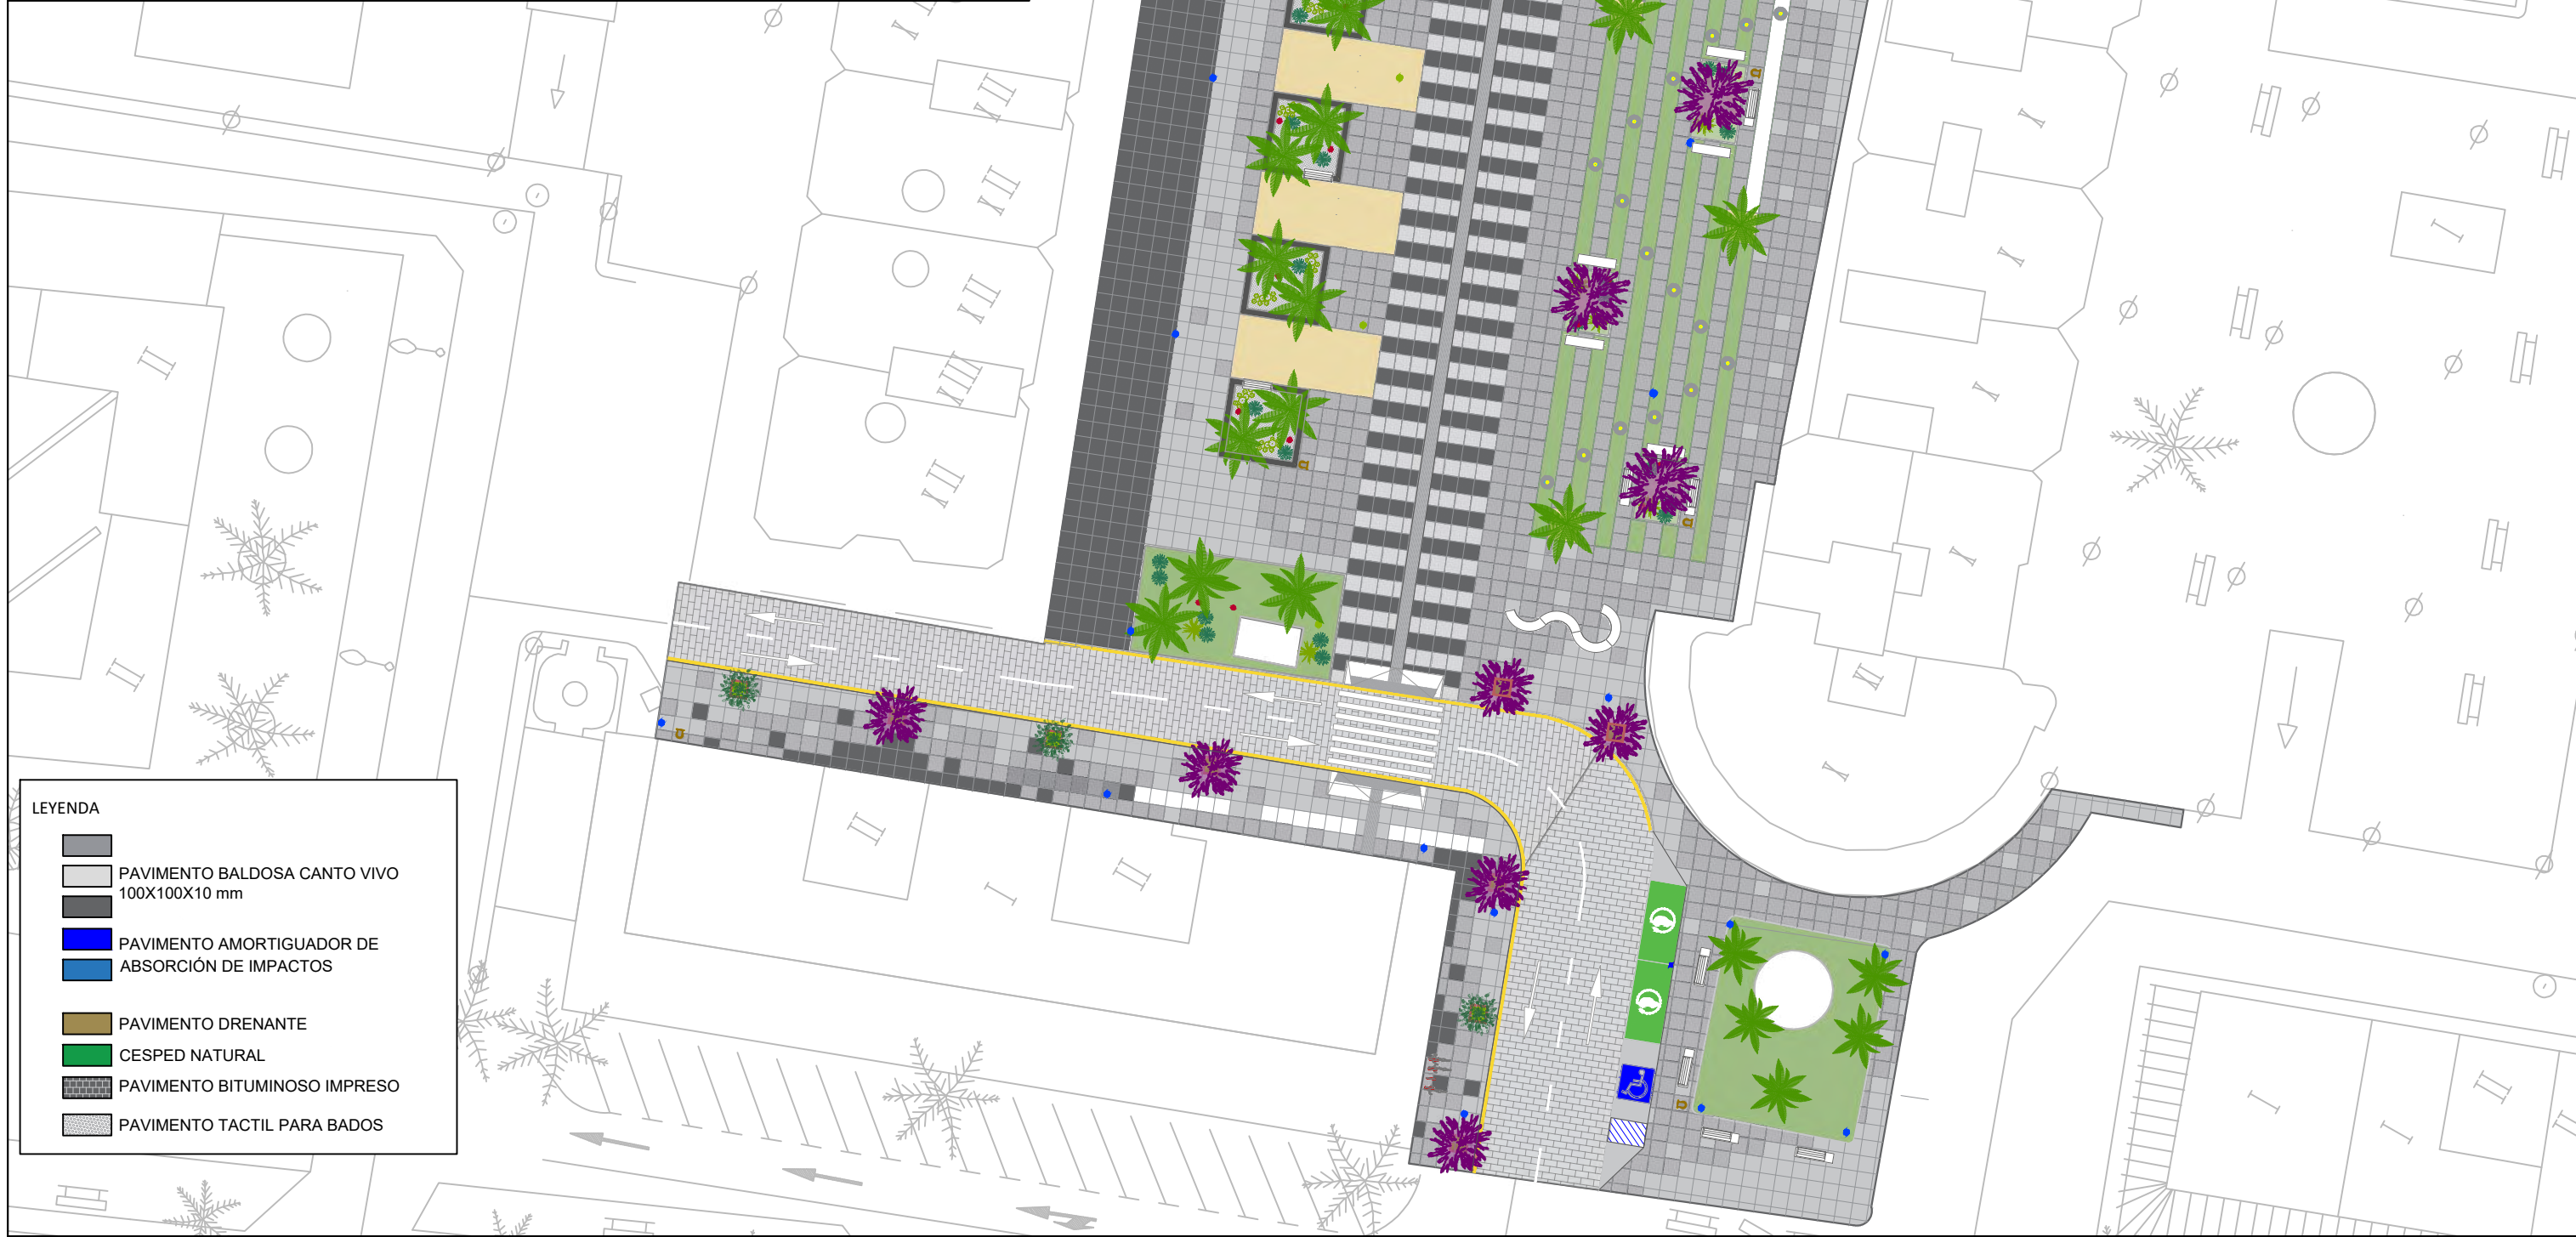 LEYENDA
PAVIMENTO BALDOSA CANTO VIVO
100X100X10 mm
PAVIMENTO AMORTIGUADOR DE
ABSORCIÓN DE IMPACTOS
PAVIMENTO DRENANTE
CESPED NATURAL
PAVIMENTO BITUMINOSO IMPRESO
PAVIMENTO TACTIL PARA BADOS